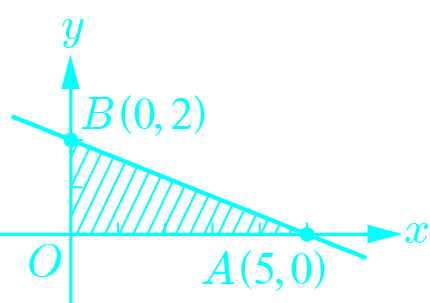 y
B(0, 2)
x
O
A(5, 0)